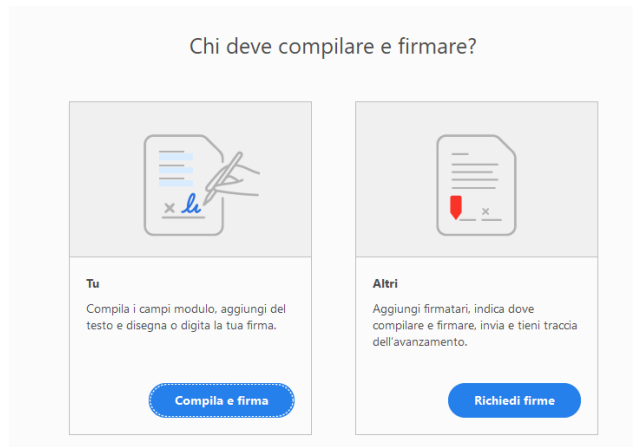 Chi deve compilare e firmare?
Tu
Compila i campi modulo, aggiungi del
testo e disegna o digita la tua firma.
Compila e firma
Altri
Aggiungi firmatari, indica dove
compilare e firmare, invia e tieni traccia
dell'avanzamento.
Richiedi firme